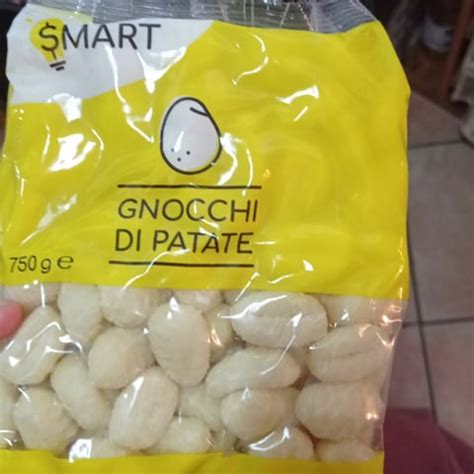 $MART
GNOCCHI
DI PATATE
750 g e